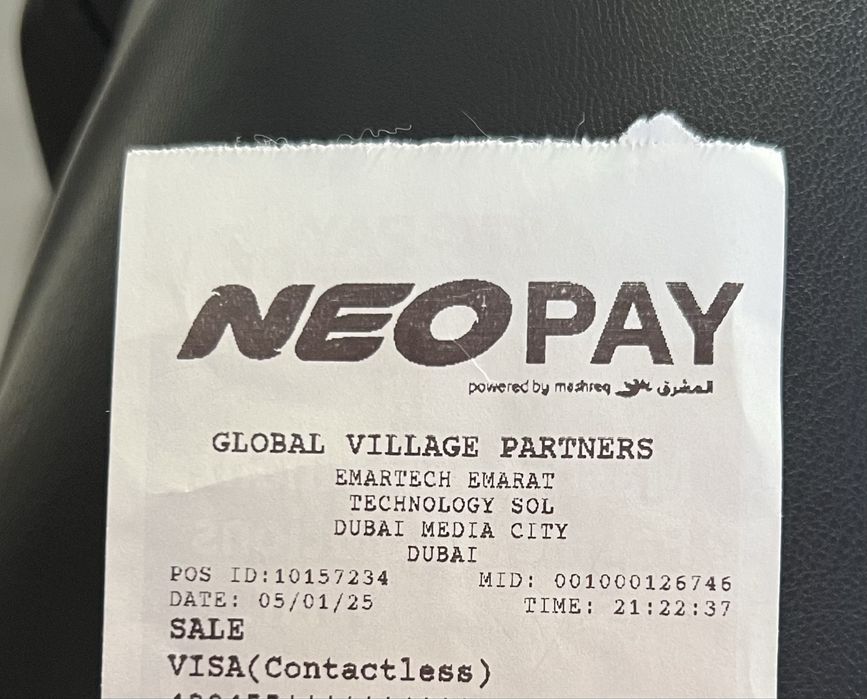 NEOPAY
powered by mashreq المشرق
GLOBAL VILLAGE PARTNERS
EMARTECH EMARAT
TECHNOLOGY SOL
DUBAI MEDIA CITY
DUBAI
POS ID:10157234 MID: 001000126746
DATE: 05/01/25 TIME: 21:22:37
SALE
VISA(Contactless)